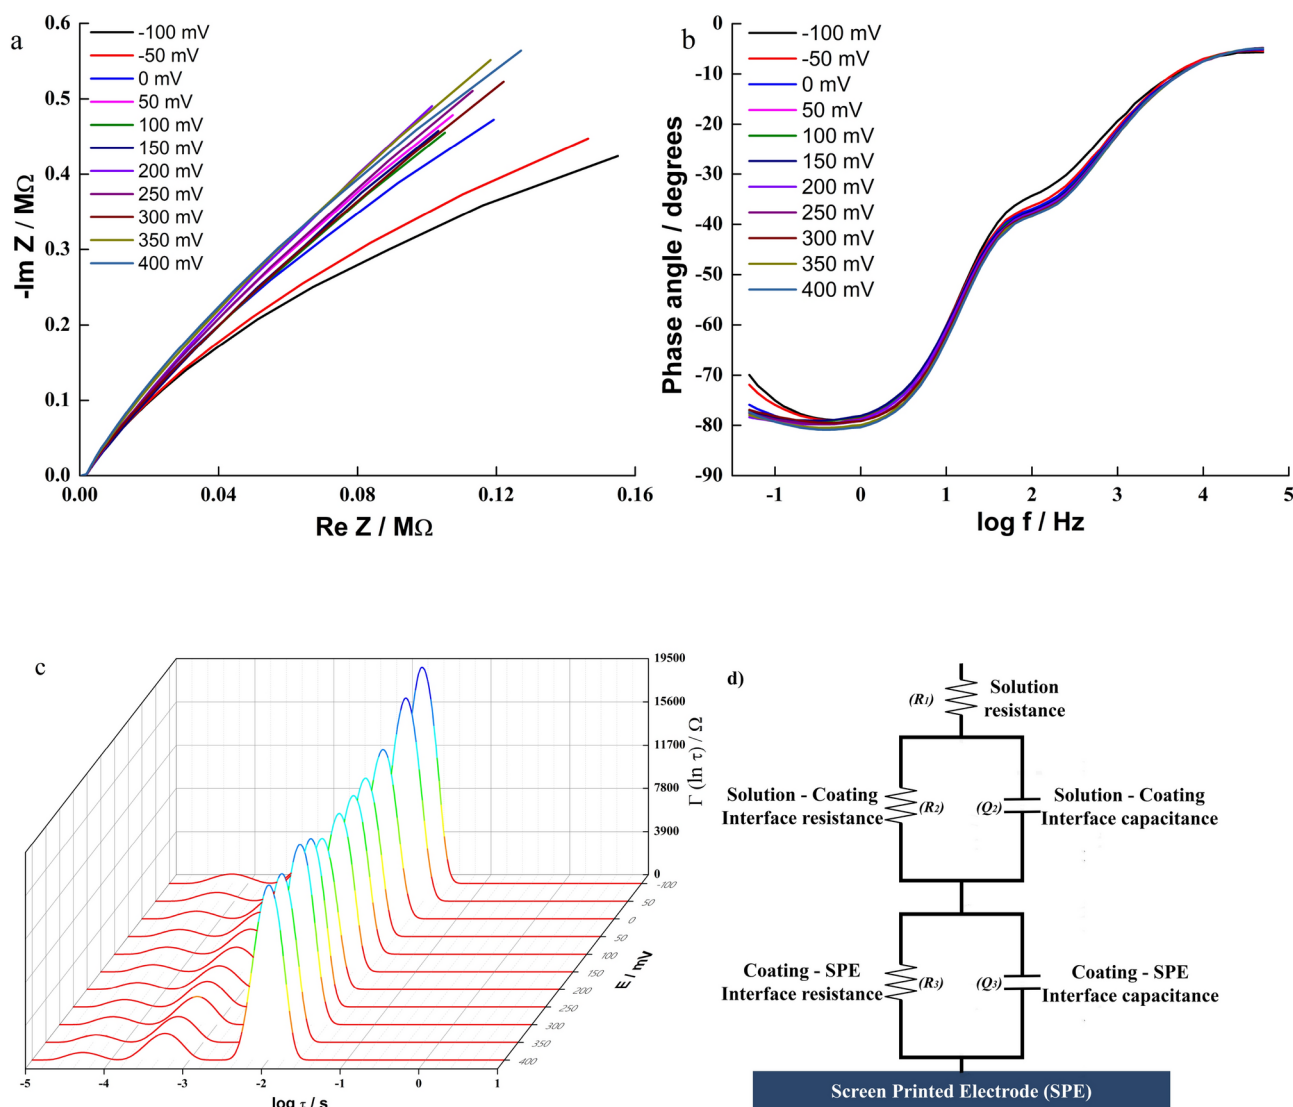 a
-100 mV
-50 mV
0 mV
50 mV
100 mV
150 mV
200 mV
250 mV
300 mV
350 mV
400 mV
0.6
0.5
0.4
0.3
0.2
0.1
0.0
-Im Z / MΩ
0.00 0.04 0.08 0.12 0.16
Re Z / MΩ
b
-100 mV
-50 mV
0 mV
50 mV
100 mV
150 mV
200 mV
250 mV
300 mV
350 mV
400 mV
0
-10
-20
-30
-40
-50
-60
-70
-80
-90
Phase angle / degrees
-1 0 1 2 3 4 5
log f / Hz
c
19500
15600
11700
7800
3900
0
Γ (ln τ) / Ω
-100
50
0
50
100
150
200
250
300
350
400
E / mV
-5 -4 -3 -2 -1 0 1
log τ / s
d)
(R1)
Solution
resistance
Solution - Coating
Interface resistance
(R2)
(Q2)
Solution - Coating
Interface capacitance
Coating - SPE
Interface resistance
(R3)
(Q3)
Coating - SPE
Interface capacitance
Screen Printed Electrode (SPE)